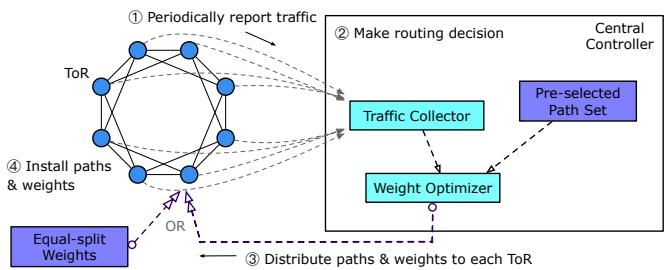 ① Periodically report traffic
② Make routing decision
Central
Controller
ToR
Traffic Collector
Pre-selected
Path Set
④ Install paths
& weights
Weight Optimizer
OR
Equal-split
Weights
③ Distribute paths & weights to each ToR